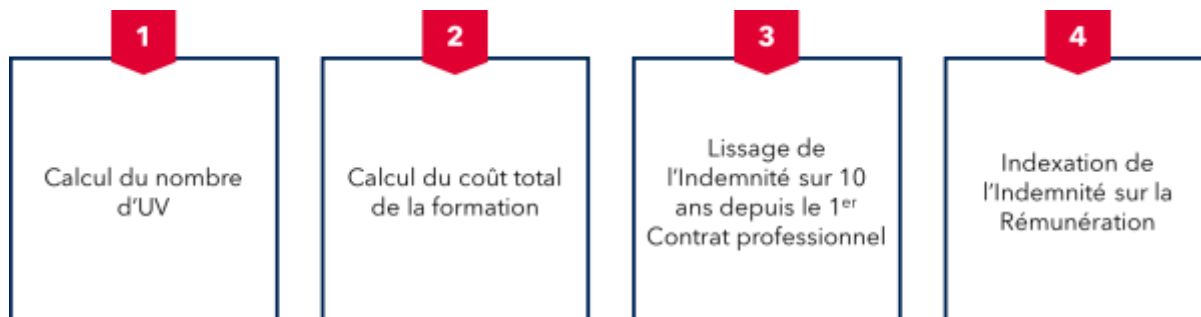 1
Calcul du nombre
d'UV
2
Calcul du coût total
de la formation
3
Lissage de
l'Indemnité sur 10
ans depuis le 1er
Contrat professionnel
4
Indexation de
l'Indemnité sur la
Rémunération